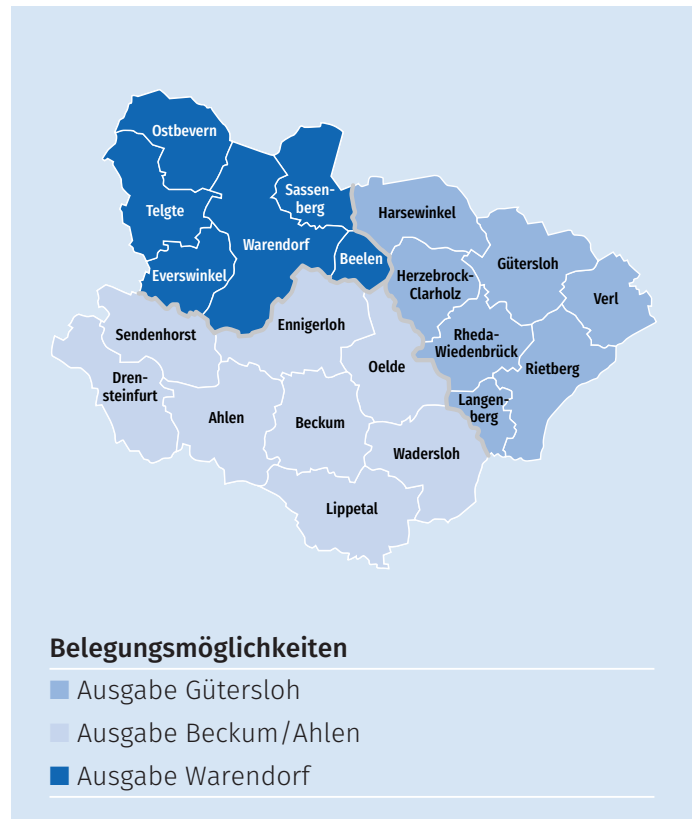 Ostbevern
Sassen-
berg
Telgte
Harsewinkel
Warendorf
Beelen
Gütersloh
Everswinkel
Herzebrock-
Clarholz
Verl
Ennigerloh
Sendenhorst
Rheda-
Wiedenbrück
Oelde
Rietberg
Dren-
steinfurt
Langen-
berg
Ahlen
Beckum
Wadersloh
Lippetal
Belegungsmöglichkeiten
Ausgabe Gütersloh
Ausgabe Beckum/Ahlen
Ausgabe Warendorf